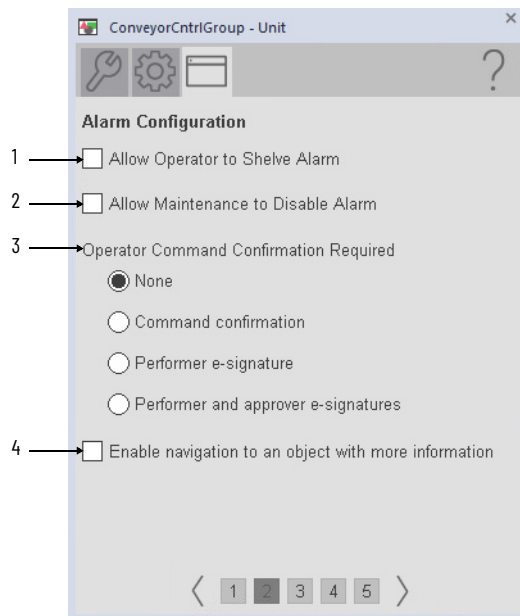 ConveyorCntrlGroup - Unit
?
Alarm Configuration
1
Allow Operator to Shelve Alarm
2
Allow Maintenance to Disable Alarm
3
Operator Command Confirmation Required
None
Command confirmation
Performer e-signature
Performer and approver e-signatures
4
Enable navigation to an object with more information
1 2 3 4 5